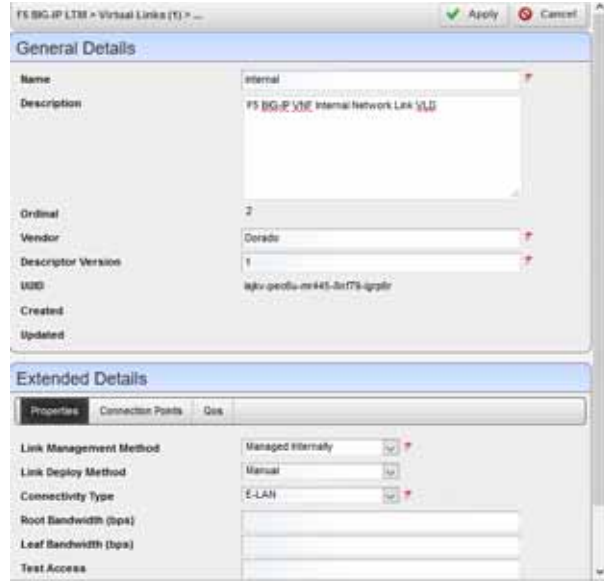 F5 BIG-IP LTM > Virtual Links (1) > ...
Apply
Cancel
General Details
Name
internal
Description
F5 BIG-IP VNF Internal Network Link VLD
Ordinal
2
Vendor
Dorado
Descriptor Version
1
UUID
Created
Updated
Extended Details
Properties
Connection Points
Qos
Link Management Method
Managed Internally
Link Deploy Method
Manual
Connectivity Type
E-LAN
Root Bandwidth (bps)
Leaf Bandwidth (bps)
Test Access